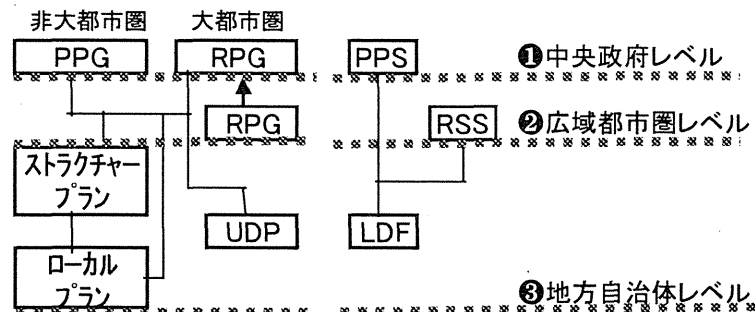 非大都市圏 大都市圏
PPG RPG PPS ❶中央政府レベル
RPG RSS ❷広域都市圏レベル
ストラクチャー
プラン
UDP LDF
ローカル
プラン
❸地方自治体レベル